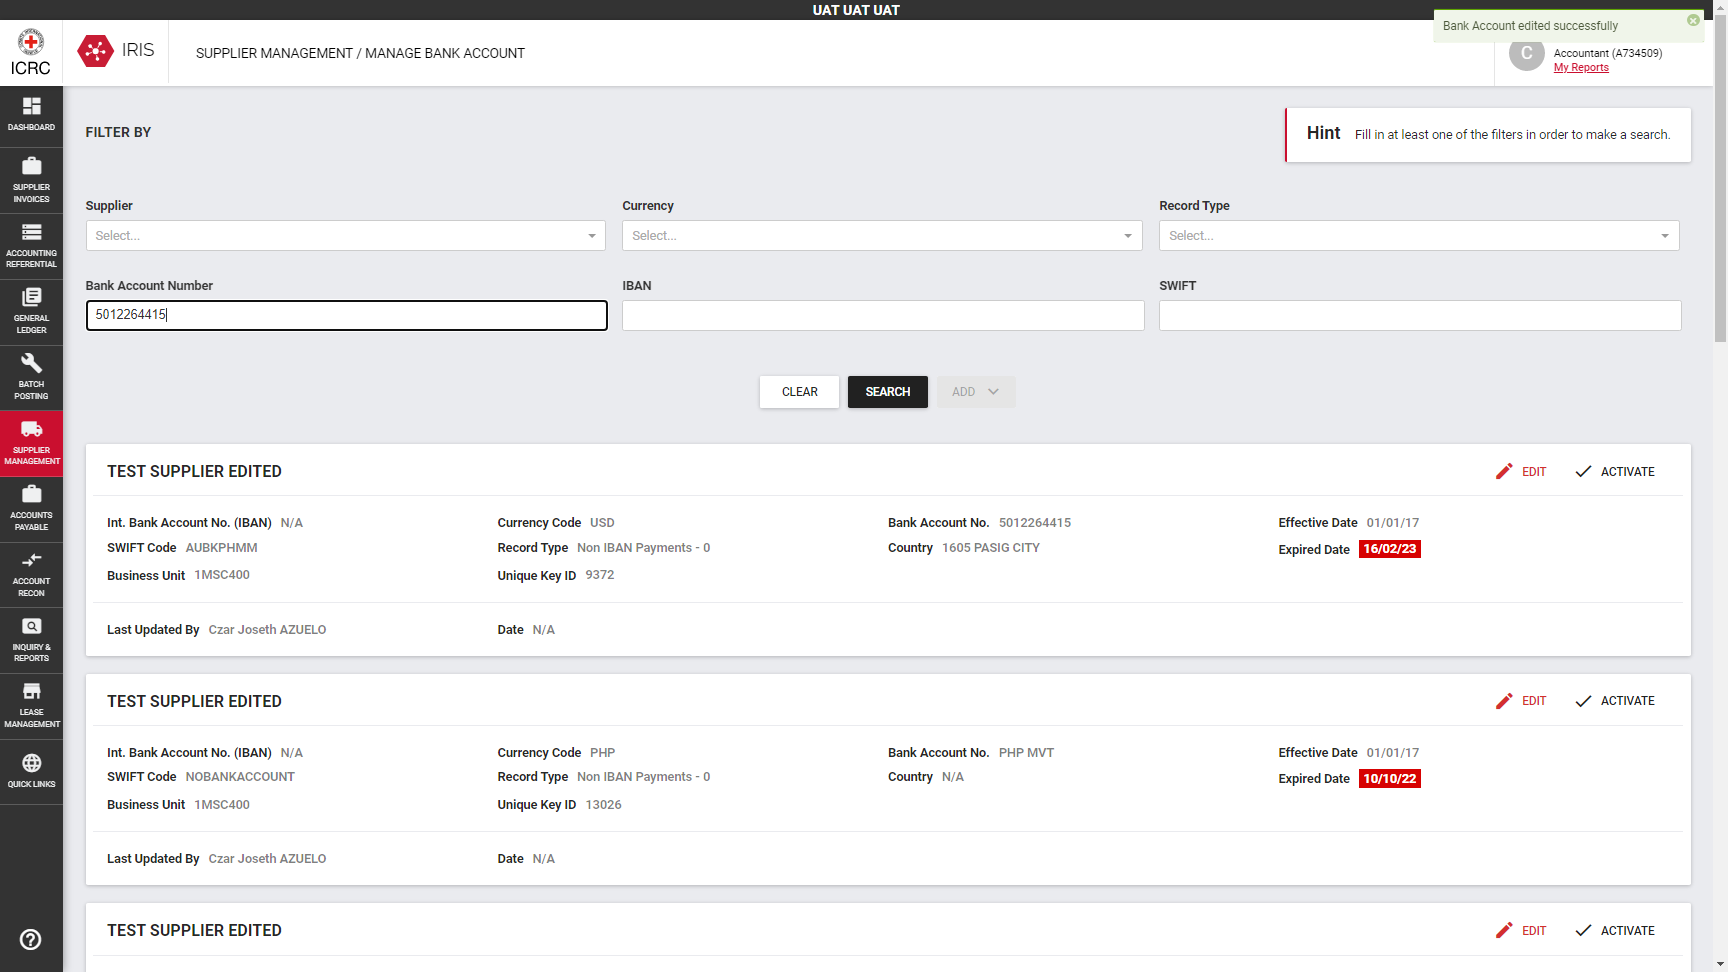 UAT UAT UAT
Bank Account edited successfully
ICRC
IRIS
SUPPLIER MANAGEMENT / MANAGE BANK ACCOUNT
C
Accountant (A734509)
My Reports
DASHBOARD
SUPPLIER
INVOICES
ACCOUNTING
REFERENTIAL
GENERAL
LEDGER
BATCH
POSTING
SUPPLIER
MANAGEMENT
ACCOUNTS
PAYABLE
ACCOUNT
RECON
INQUIRY &
REPORTS
LEASE
MANAGEMENT
QUICK LINKS
FILTER BY
Hint Fill in at least one of the filters in order to make a search.
Supplier Currency Record Type
Select... Select... Select...
Bank Account Number IBAN SWIFT
5012264415
CLEAR SEARCH ADD
TEST SUPPLIER EDITED EDIT ACTIVATE
Int. Bank Account No. (IBAN) N/A Currency Code USD Bank Account No. 5012264415 Effective Date 01/01/17
SWIFT Code AUBKPHMM Record Type Non IBAN Payments - 0 Country 1605 PASIG CITY Expired Date 16/02/23
Business Unit 1MSC400 Unique Key ID 9372
Last Updated By Czar Joseth AZUELO Date N/A
TEST SUPPLIER EDITED EDIT ACTIVATE
Int. Bank Account No. (IBAN) N/A Currency Code PHP Bank Account No. PHP MVT Effective Date 01/01/17
SWIFT Code NOBANKACCOUNT Record Type Non IBAN Payments - 0 Country N/A Expired Date 10/10/22
Business Unit 1MSC400 Unique Key ID 13026
Last Updated By Czar Joseth AZUELO Date N/A
TEST SUPPLIER EDITED EDIT ACTIVATE